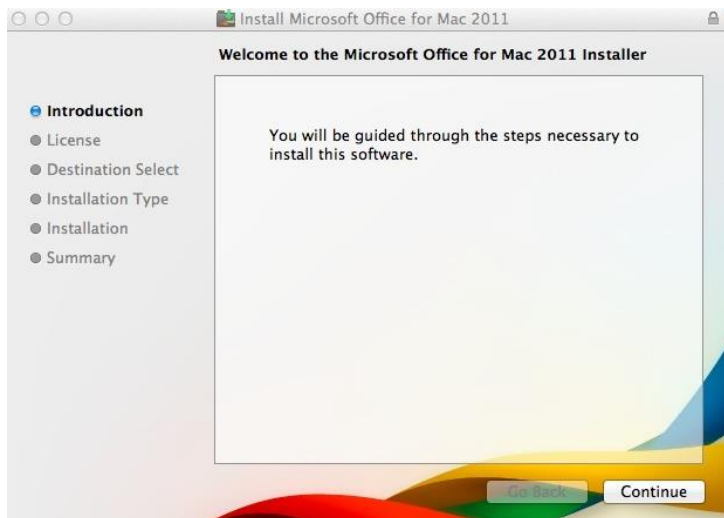 Install Microsoft Office for Mac 2011
Welcome to the Microsoft Office for Mac 2011 Installer
Introduction
License
Destination Select
Installation Type
Installation
Summary
You will be guided through the steps necessary to
install this software.
Go Back
Continue